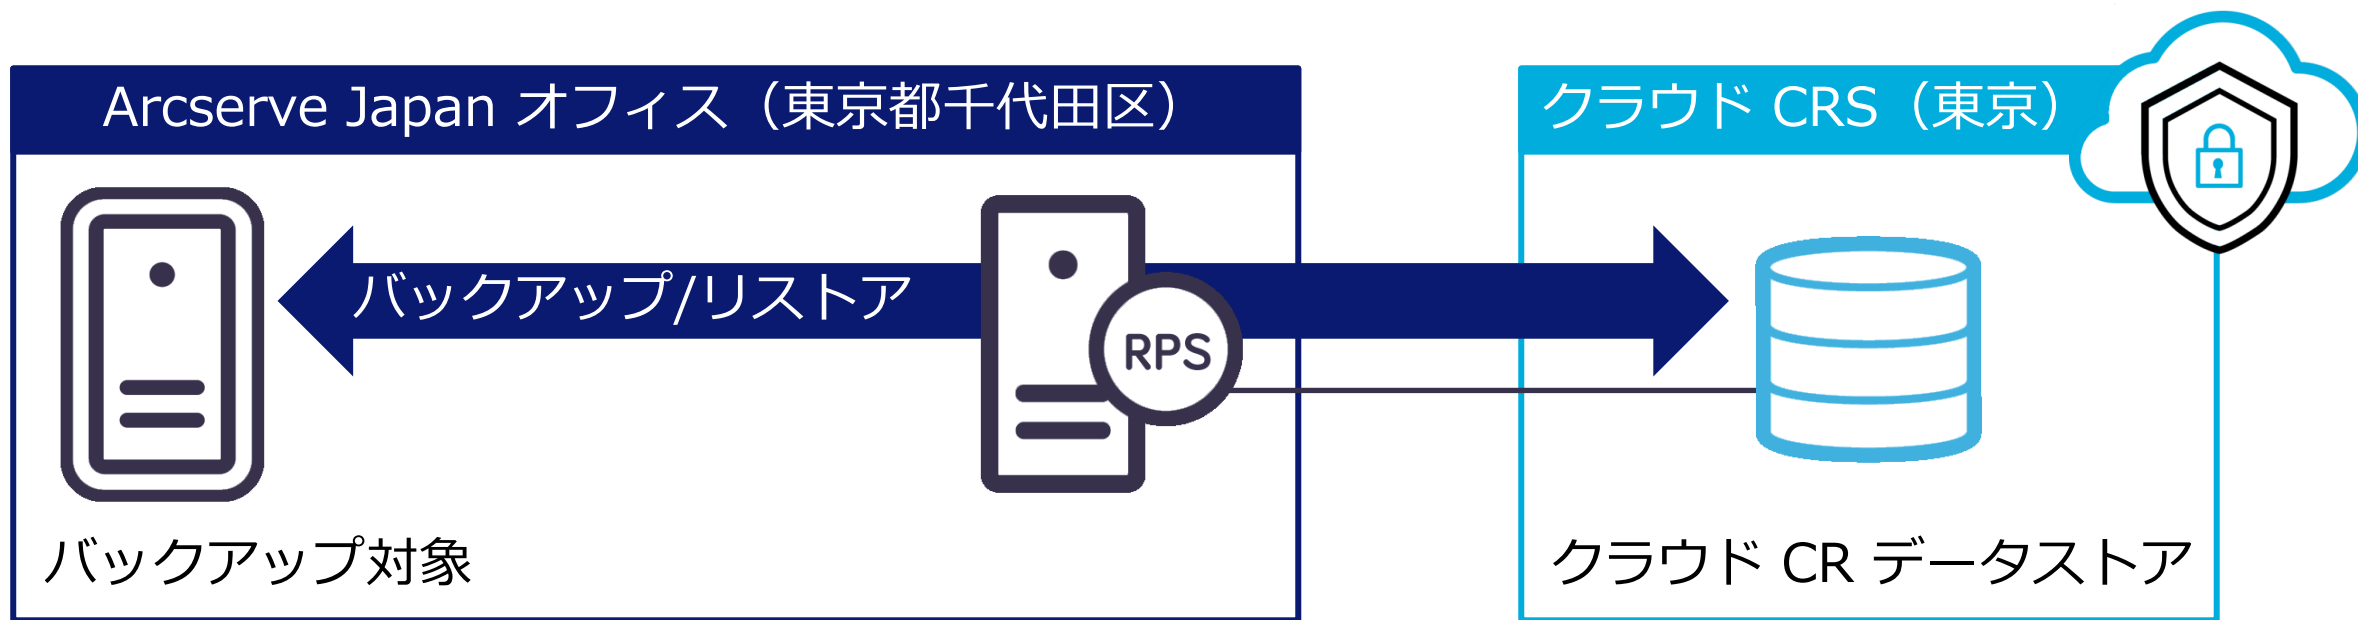 Arcserve Japan オフィス（東京都千代田区）
クラウド CRS（東京）
バックアップ/リストア
RPS
バックアップ対象
クラウド CR データストア